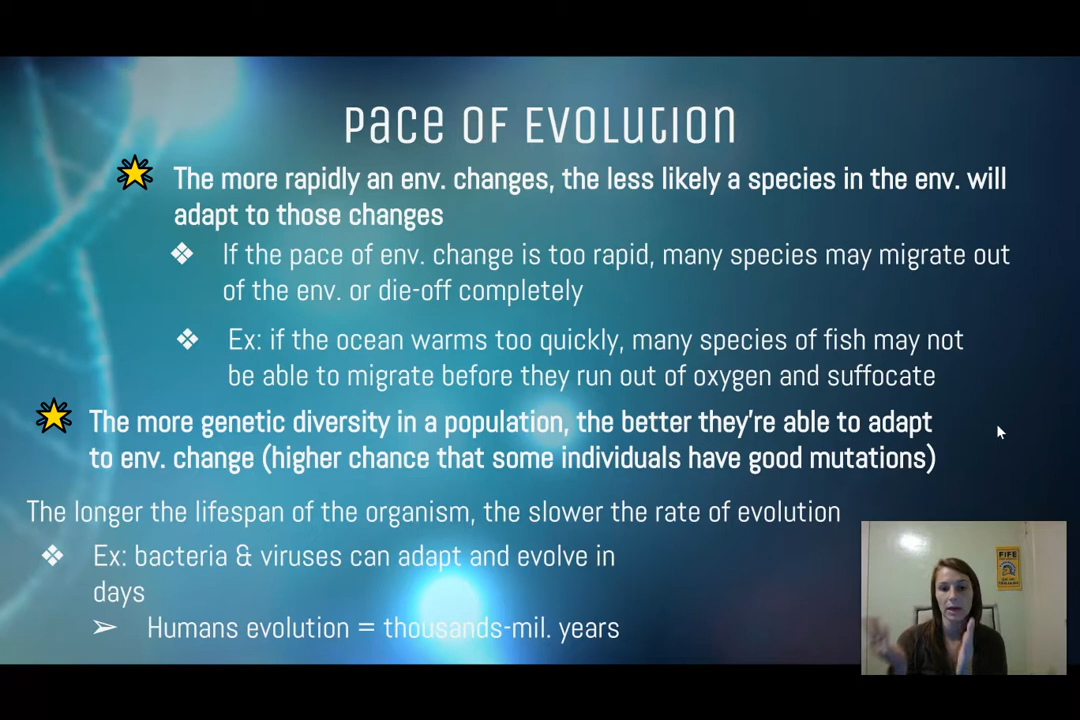 Pace of Evolution
The more rapidly an env. changes, the less likely a species in the env. will
adapt to those changes
❖ If the pace of env. change is too rapid, many species may migrate out
of the env. or die-off completely
❖ Ex: if the ocean warms too quickly, many species of fish may not
be able to migrate before they run out of oxygen and suffocate
The more genetic diversity in a population, the better they're able to adapt
to env. change (higher chance that some individuals have good mutations)
The longer the lifespan of the organism, the slower the rate of evolution
❖ Ex: bacteria & viruses can adapt and evolve in
days
➢ Humans evolution = thousands-mil. years
FIFE